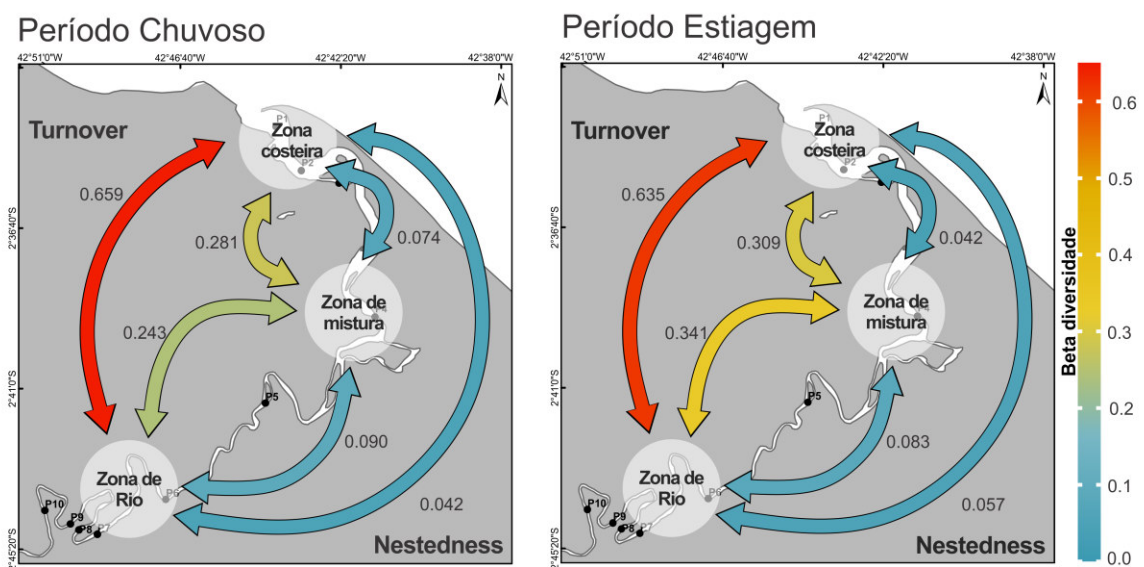 Período Chuvoso
42°51'0"W
42°46'40"W
42°42'20"W
42°38'0"W
N
Turnover
P1
Zona
costeira
P2
0.659
0.281
0.074
2°36'40"S
Zona de
mistura
0.243
2°41'0"S
P5
0.090
Zona de
Rio
P6
P10
P9
P8
0.042
2°45'20"S
Nestedness
Período Estiagem
42°51'0"W
42°46'40"W
42°42'20"W
42°38'0"W
N
Turnover
P1
Zona
costeira
P2
0.635
0.309
0.042
2°36'40"S
Zona de
mistura
0.341
2°41'0"S
P5
0.083
Zona de
Rio
P6
P10
P9
P8
0.057
2°45'20"S
Nestedness
Beta diversidade
0.6
0.5
0.4
0.3
0.2
0.1
0.0